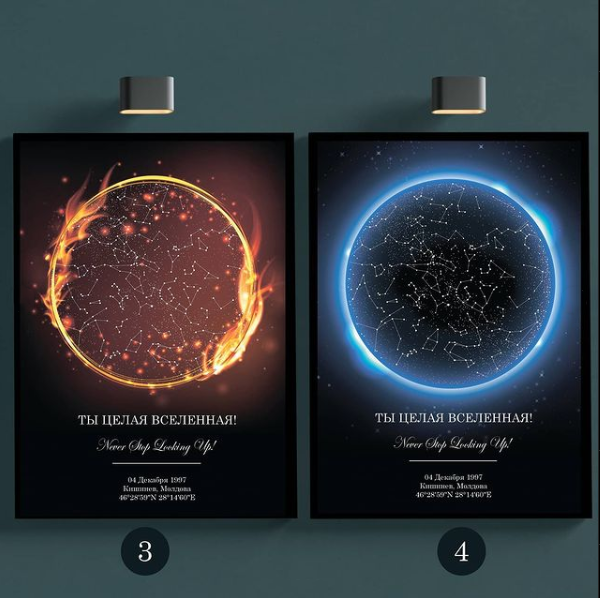 ТЫ ЦЕЛАЯ ВСЕЛЕННАЯ!
Never Stop Looking Up!
04 Декабря 1997
Кишинев, Молдова
46°28'59"N 28°14'60"E
3
ТЫ ЦЕЛАЯ ВСЕЛЕННАЯ!
Never Stop Looking Up!
04 Декабря 1997
Кишинев, Молдова
46°28'59"N 28°14'60"E
4